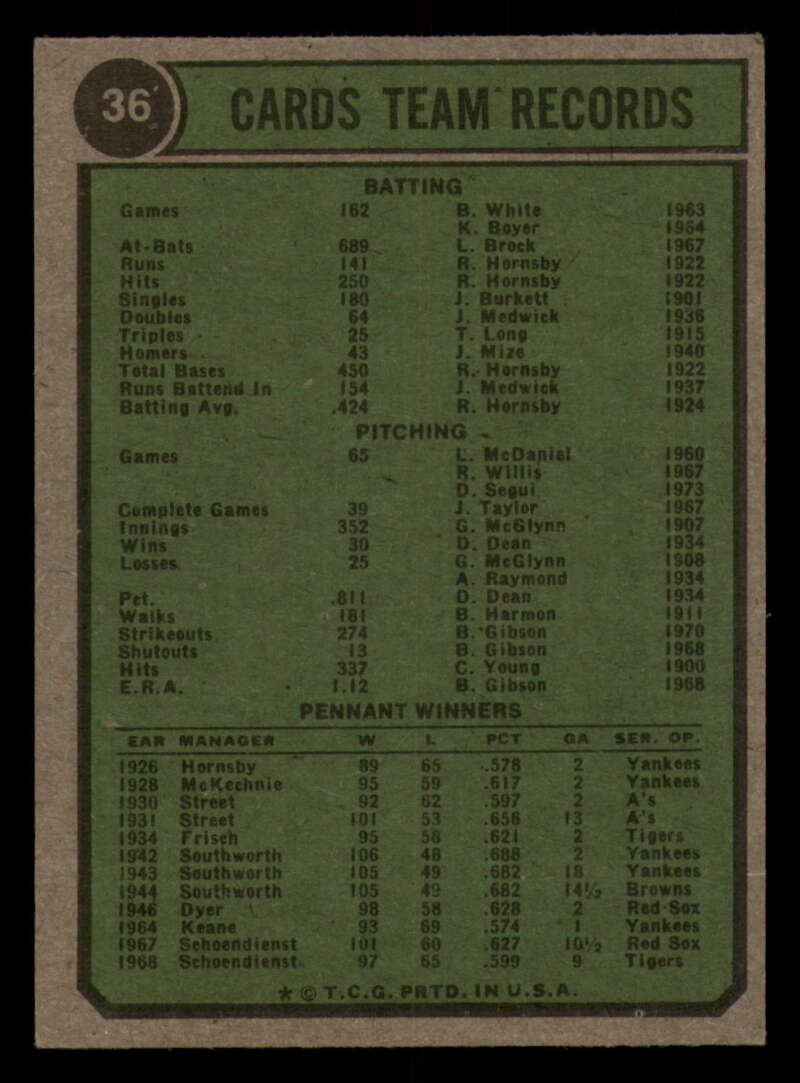 36
CARDS TEAM RECORDS
BATTING
Games 162 B. White 1963
K. Boyer 1964
At-Bats 689 L. Brock 1967
Runs 141 R. Hornsby 1922
Hits 250 R. Hornsby 1922
Singles 180 J. Burkett 1901
Doubles 64 J. Medwick 1936
Triples 25 T. Long 1915
Homers 43 J. Mize 1940
Total Bases 450 R. Hornsby 1922
Runs Batterid In 154 J. Medwick 1937
Batting Avg. .424 R. Hornsby 1924
PITCHING
Games 65 L. McDaniel 1960
R. Willis 1967
D. Segui 1973
Complete Games 39 J. Taylor 1967
Innings 352 G. McGlynn 1907
Wins 30 D. Dean 1934
Losses 25 G. McGlynn 1908
A. Raymond 1934
Pct. .811 D. Dean 1934
Walks 181 B. Harmon 1911
Strikeouts 274 B. Gibson 1970
Shutouts 13 B. Gibson 1968
Hits 337 C. Young 1900
E.R.A. 1.12 B. Gibson 1968
PENNANT WINNERS
EAR MANAGER W L PCT GA SER. OP.
1926 Hornsby 89 65 .578 2 Yankees
1928 McKechnie 95 59 .617 2 Yankees
1930 Street 92 62 .597 2 A's
1931 Street 101 53 .656 13 A's
1934 Frisch 95 58 .621 2 Tigers
1942 Southworth 106 48 .688 2 Yankees
1943 Southworth 105 49 .682 18 Yankees
1944 Southworth 105 49 .682 14½ Browns
1946 Dyer 98 58 .628 2 Red Sox
1964 Keane 93 69 .574 1 Yankees
1967 Schoendienst 101 60 .627 10½ Red Sox
1968 Schoendienst 97 65 .599 9 Tigers
* © T.C.G. PRTD. IN U.S.A.